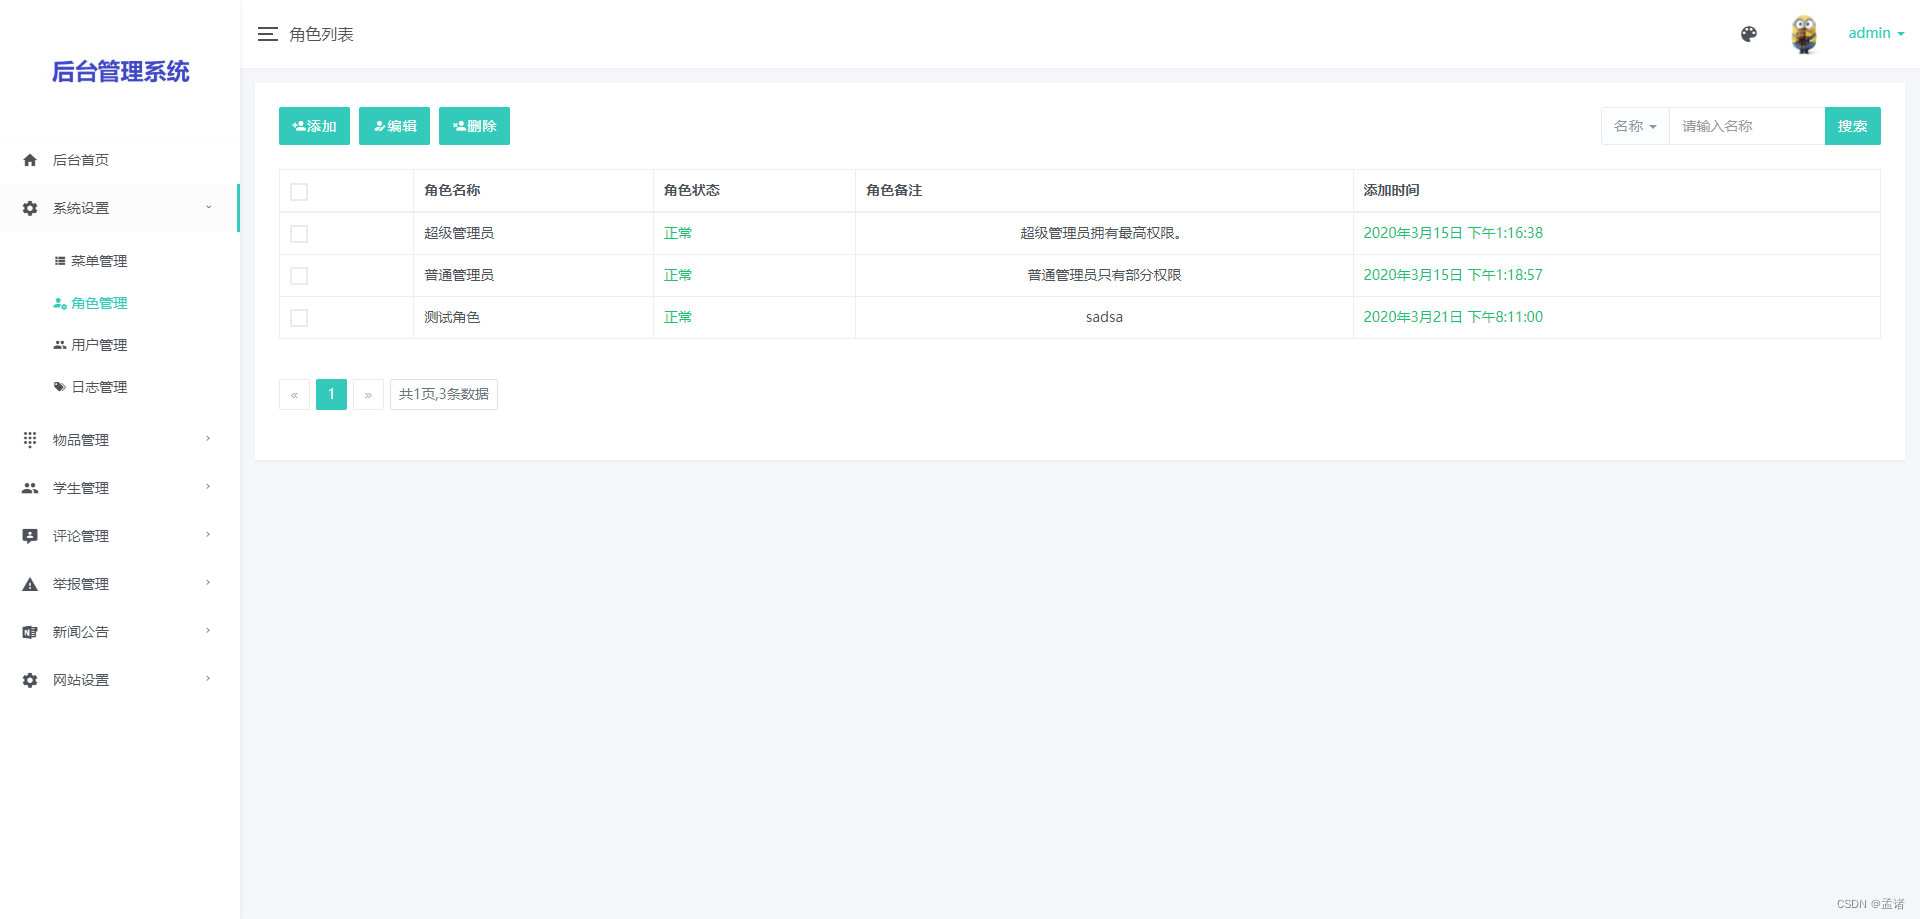 后台管理系统
角色列表
admin
后台首页
系统设置
菜单管理
角色管理
用户管理
日志管理
物品管理
学生管理
评论管理
举报管理
新闻公告
网站设置
添加 编辑 删除
名称 请输入名称 搜索
角色名称 角色状态 角色备注 添加时间
超级管理员 正常 超级管理员拥有最高权限。 2020年3月15日 下午1:16:38
普通管理员 正常 普通管理员只有部分权限 2020年3月15日 下午1:18:57
测试角色 正常 sadsa 2020年3月21日 下午8:11:00
« 1 » 共1页,3条数据
CSDN @孟诸